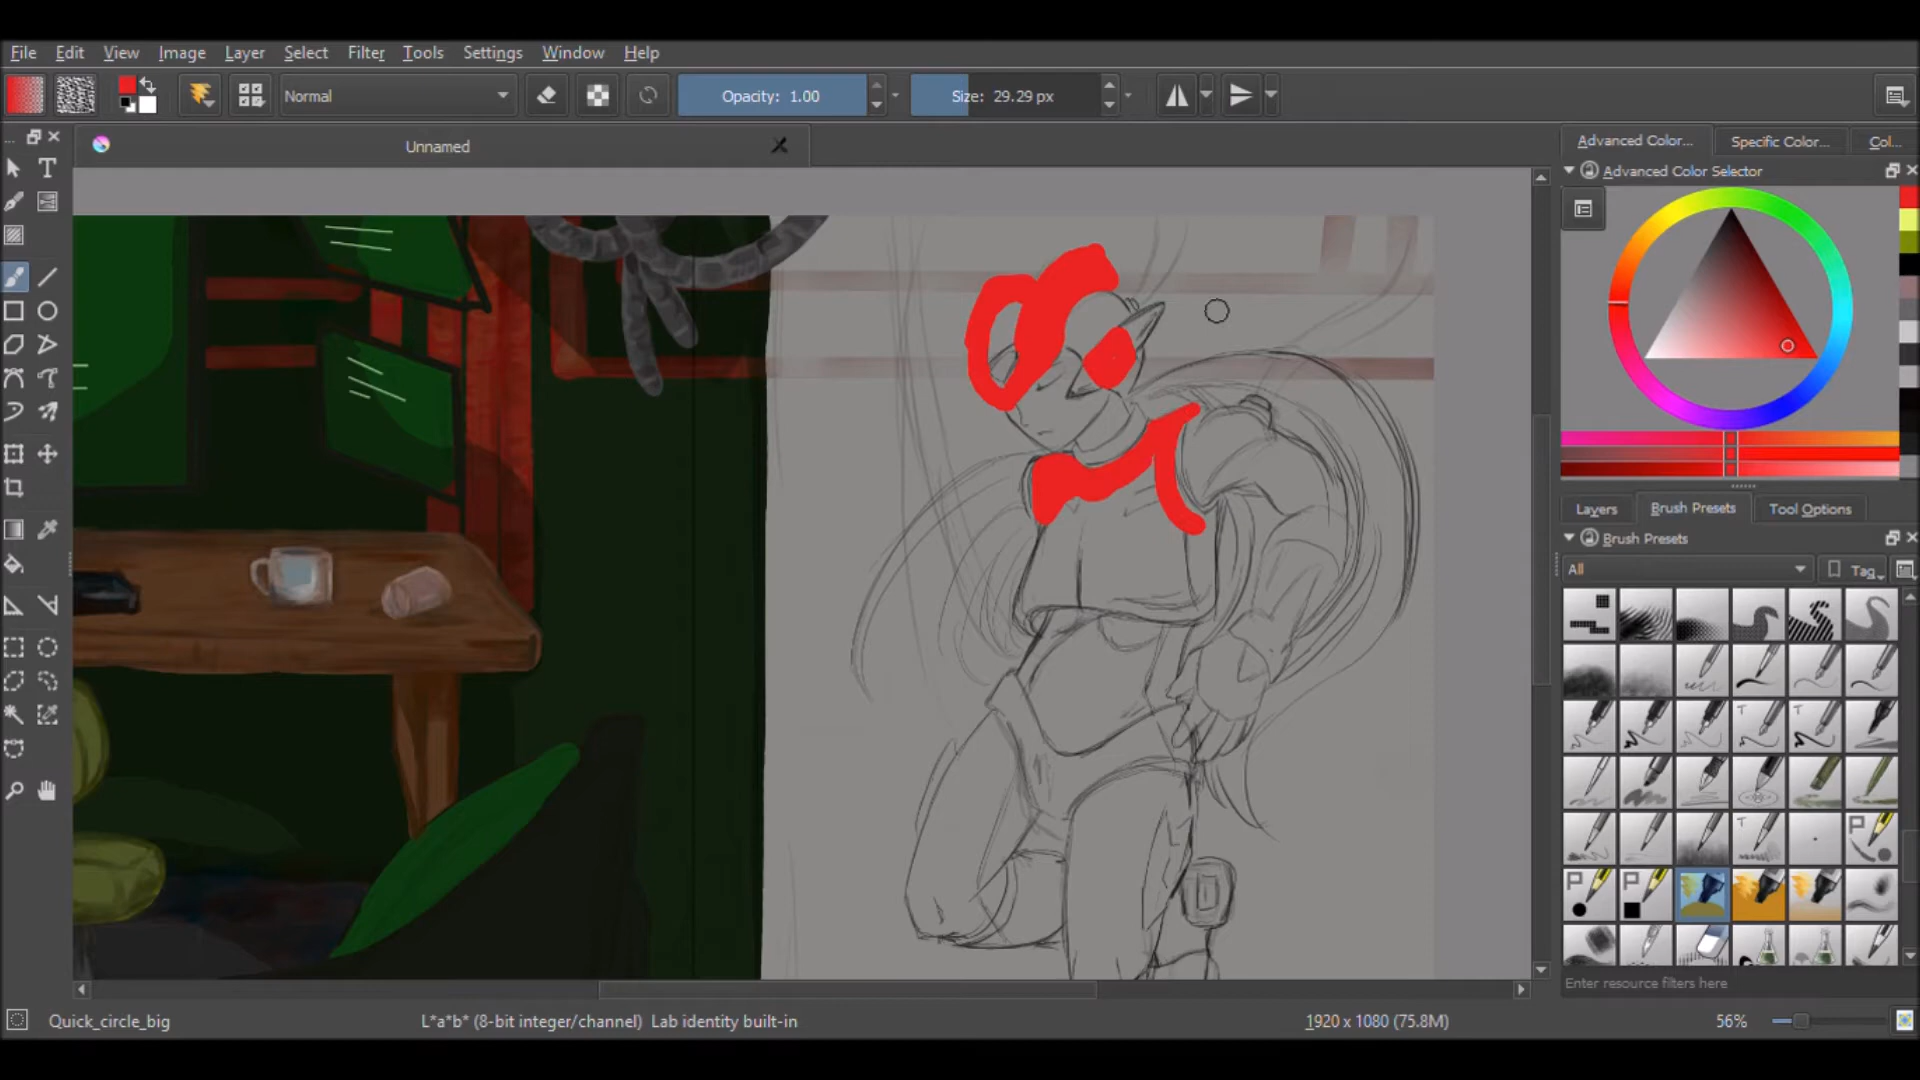 File Edit View Image Layer Select Filter Tools Settings Window Help
Normal Opacity: 1.00 Size: 29.29 px
Unnamed
Advanced Color... Specific Color... Col...
Advanced Color Selector
Layers Brush Presets Tool Options
Brush Presets
All Tag
Enter resource filters here
Quick_circle_big L*a*b* (8-bit integer/channel) Lab identity built-in 1920 x 1080 (75.8M) 56%